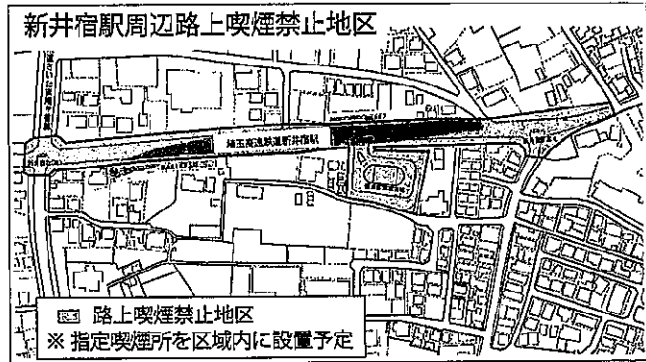 新井宿駅周辺路上喫煙禁止地区
埼玉高速鉄道新井宿駅
路上喫煙禁止地区
※ 指定喫煙所を区域内に設置予定